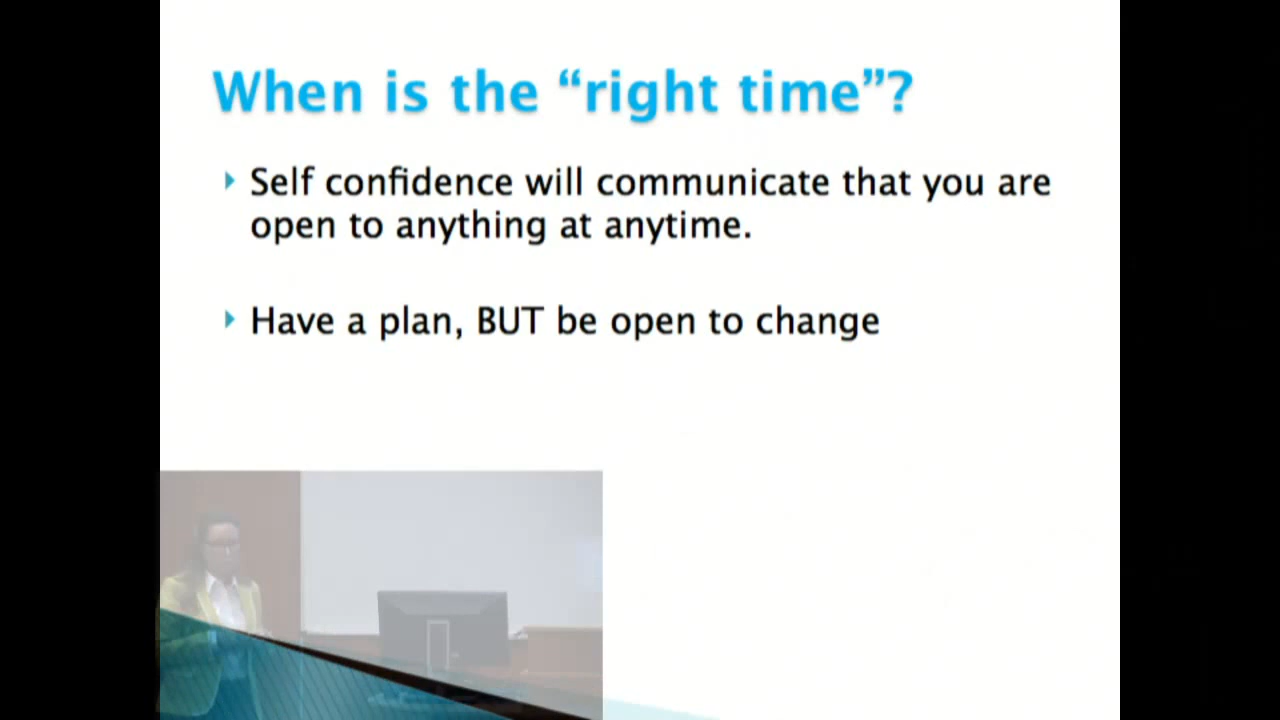 When is the “right time”?
Self confidence will communicate that you are
open to anything at anytime.
Have a plan, BUT be open to change